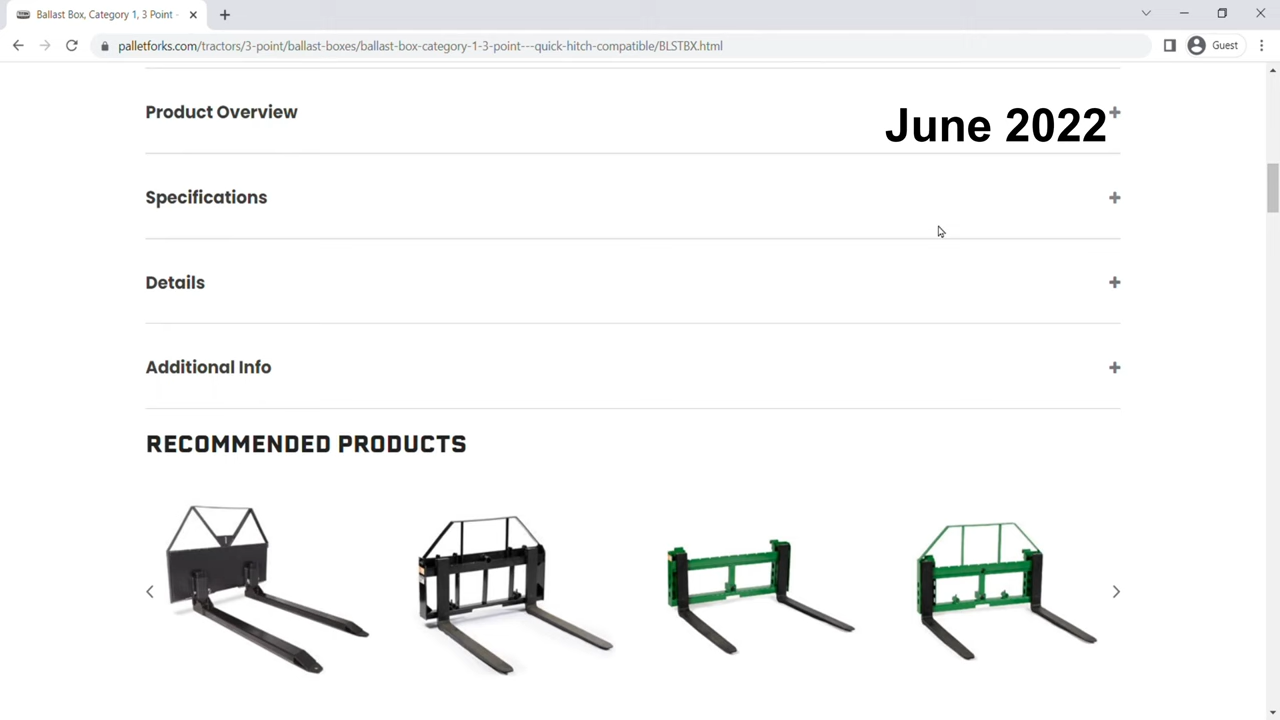 Ballast Box, Category 1, 3 Point -
palletforks.com/tractors/3-point/ballast-boxes/ballast-box-category-1-3-point---quick-hitch-compatible/BLSTBX.html
Guest
Product Overview
June 2022
Specifications
Details
Additional Info
RECOMMENDED PRODUCTS